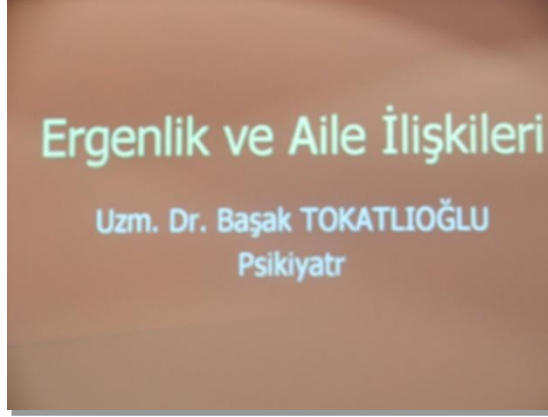 Ergenlik ve Aile İlişkileri
Uzm. Dr. Başak TOKATLIOĞLU
Psikiyatr